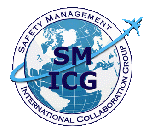 SAFETY MANAGEMENT
SM
ICG
INTERNATIONAL COLLABORATION GROUP